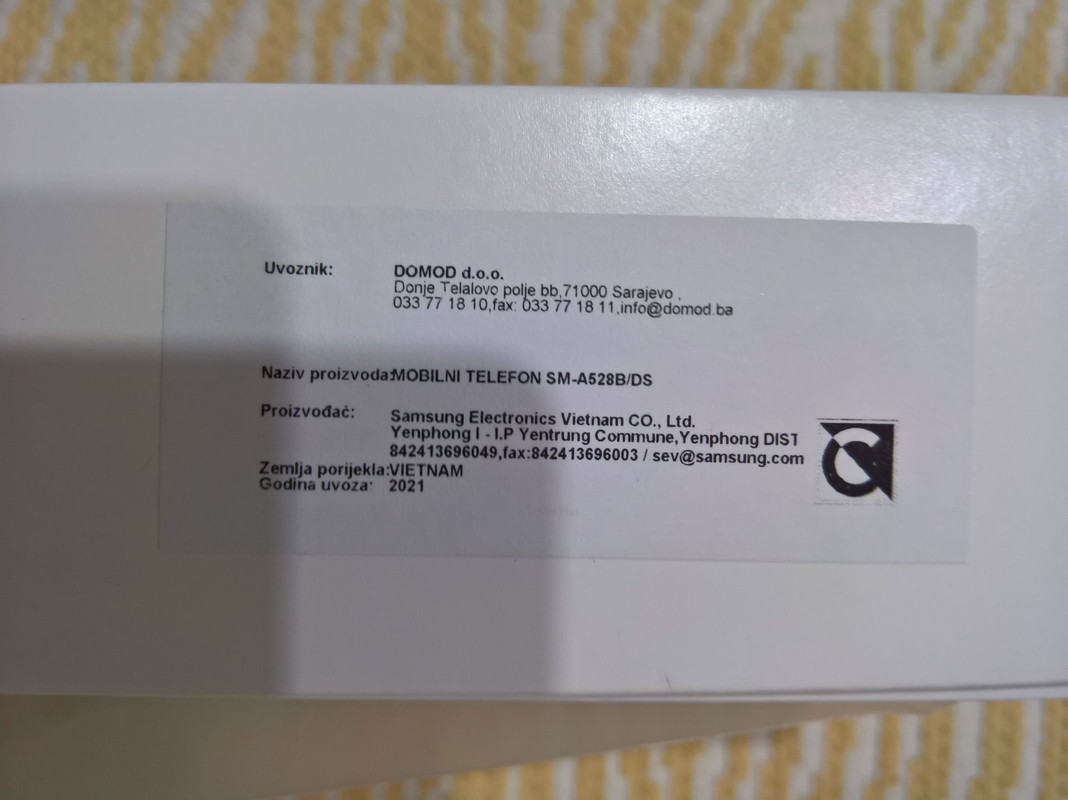 Uvoznik: DOMOD d.o.o.
Donje Telalovo polje bb,71000 Sarajevo ,
033 77 18 10,fax: 033 77 18 11,info@domod.ba
Naziv proizvoda:MOBILNI TELEFON SM-A528B/DS
Proizvođač: Samsung Electronics Vietnam CO., Ltd.
Yenphong I - I.P Yentrung Commune,Yenphong DIST
842413696049,fax:842413696003 / sev@samsung.com
Zemlja porijekla:VIETNAM
Godina uvoza: 2021